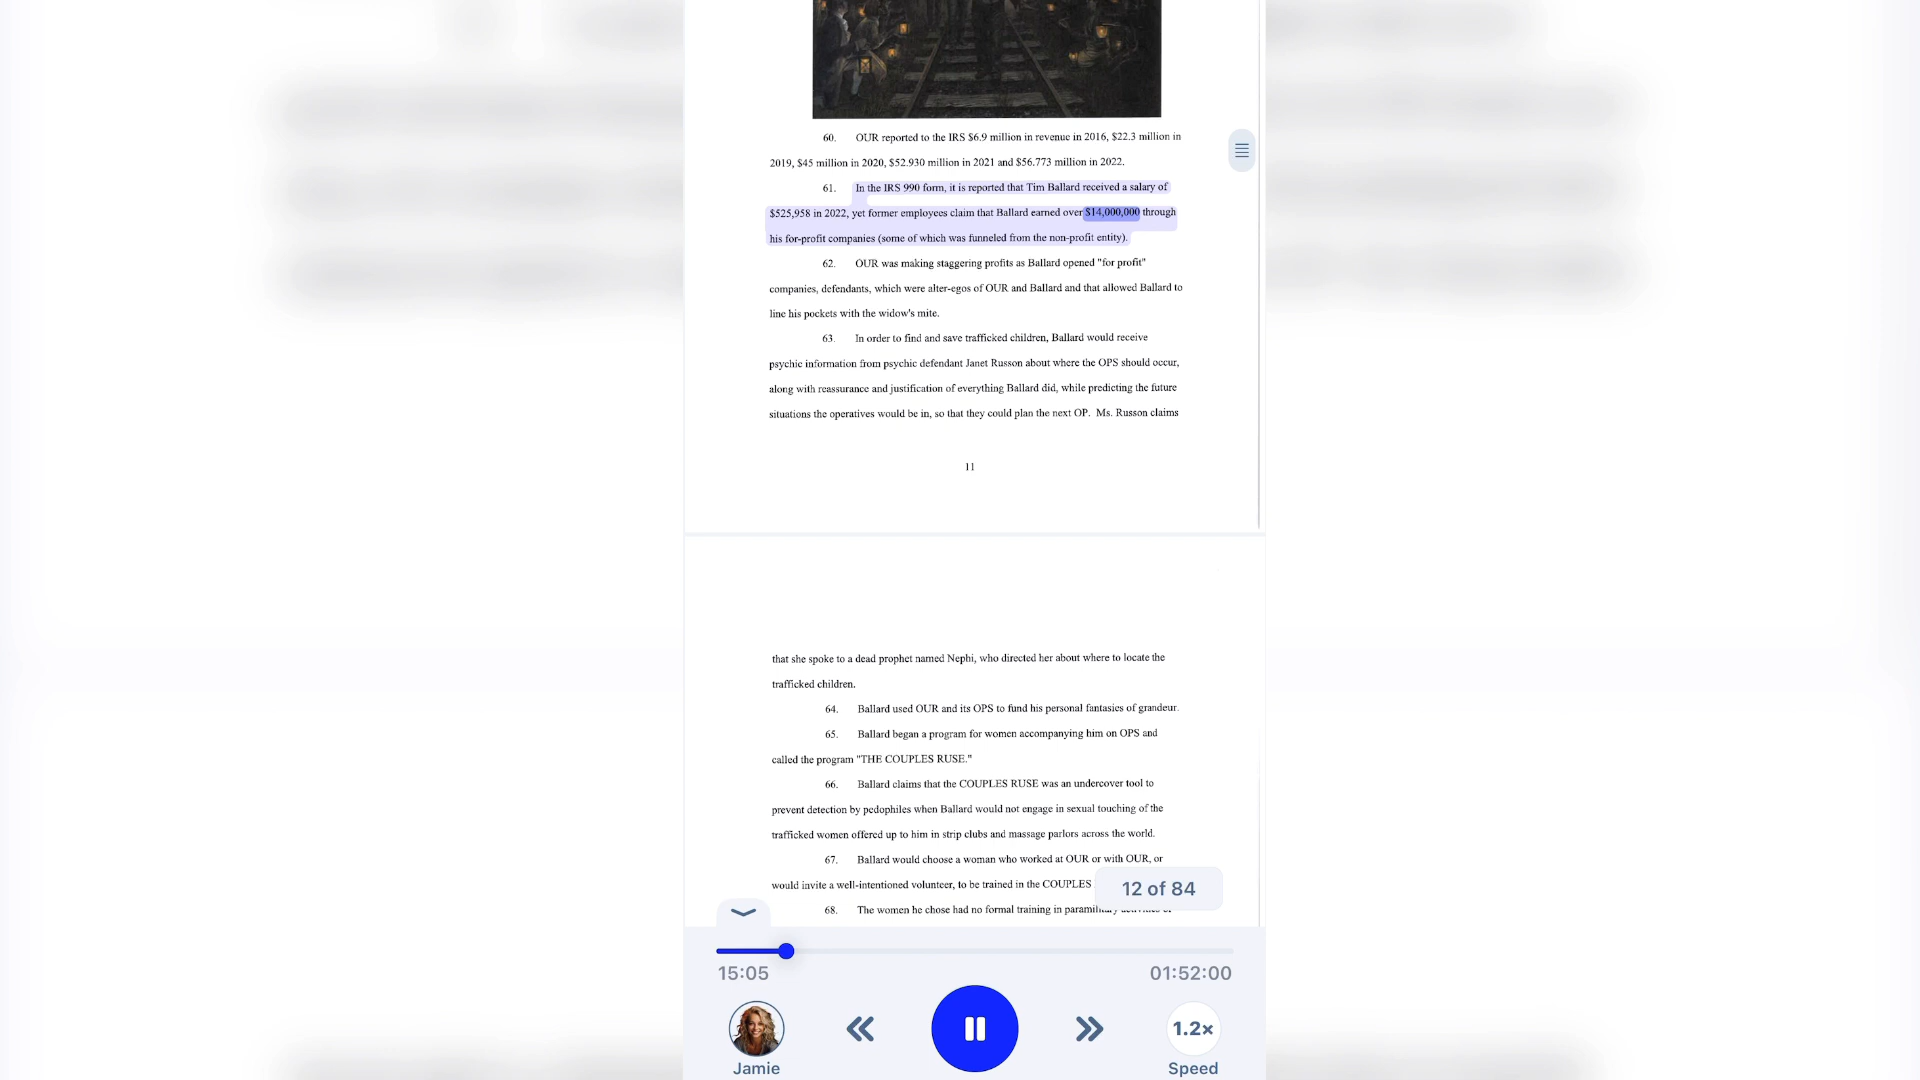 60. OUR reported to the IRS $6.9 million in revenue in 2016, $22.3 million in
2019, $45 million in 2020, $52.930 million in 2021 and $56.773 million in 2022.
61. In the IRS 990 form, it is reported that Tim Ballard received a salary of
$525,958 in 2022, yet former employees claim that Ballard earned over $14,000,000 through
his for-profit companies (some of which was funneled from the non-profit entity).
62. OUR was making staggering profits as Ballard opened "for profit"
companies, defendants, which were alter-egos of OUR and Ballard and that allowed Ballard to
line his pockets with the widow's mite.
63. In order to find and save trafficked children, Ballard would receive
psychic information from psychic defendant Janet Russon about where the OPS should occur,
along with reassurance and justification of everything Ballard did, while predicting the future
situations the operatives would be in, so that they could plan the next OP. Ms. Russon claims
11
that she spoke to a dead prophet named Nephi, who directed her about where to locate the
trafficked children.
64. Ballard used OUR and its OPS to fund his personal fantasies of grandeur.
65. Ballard began a program for women accompanying him on OPS and
called the program "THE COUPLES RUSE."
66. Ballard claims that the COUPLES RUSE was an undercover tool to
prevent detection by pedophiles when Ballard would not engage in sexual touching of the
trafficked women offered up to him in strip clubs and massage parlors across the world.
67. Ballard would choose a woman who worked at OUR or with OUR, or
would invite a well-intentioned volunteer, to be trained in the COUPLES
12 of 84
68. The women he chose had no formal training in
15:05
01:52:00
1.2×
Jamie
Speed